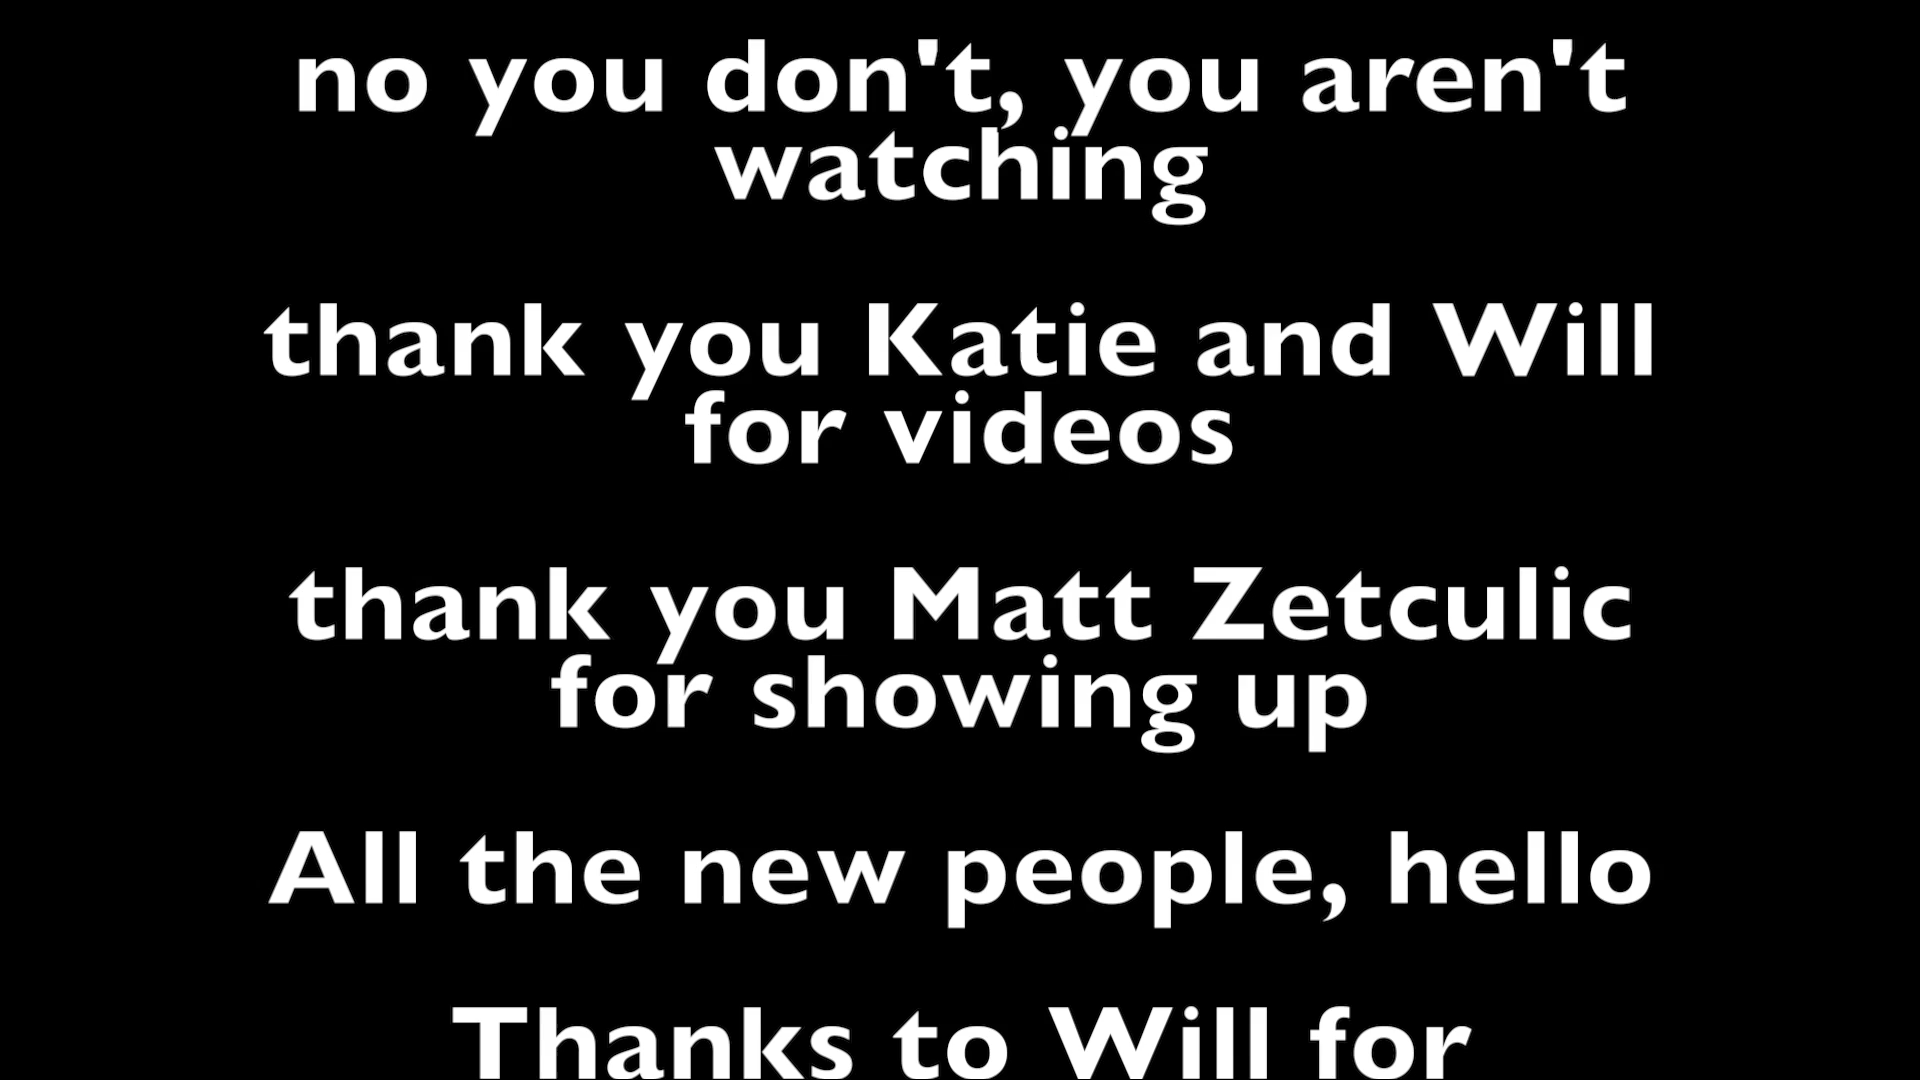 no you don't, you aren't
watching
thank you Katie and Will
for videos
thank you Matt Zetculic
for showing up
All the new people, hello
Thanks to Will for